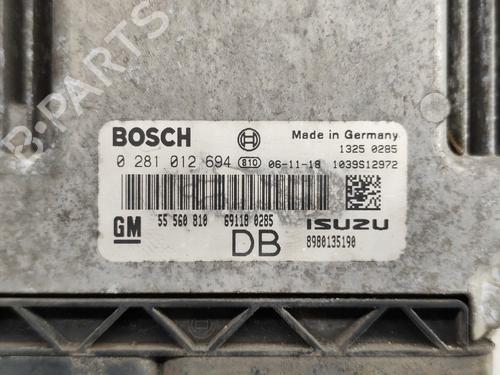 BOSCH Made in Germany
1325 0285
0 281 012 694 810 06-11-18 1039S12972
55 560 810 69118 0285
GM DB ISUZU
8980135190
B-PARTS